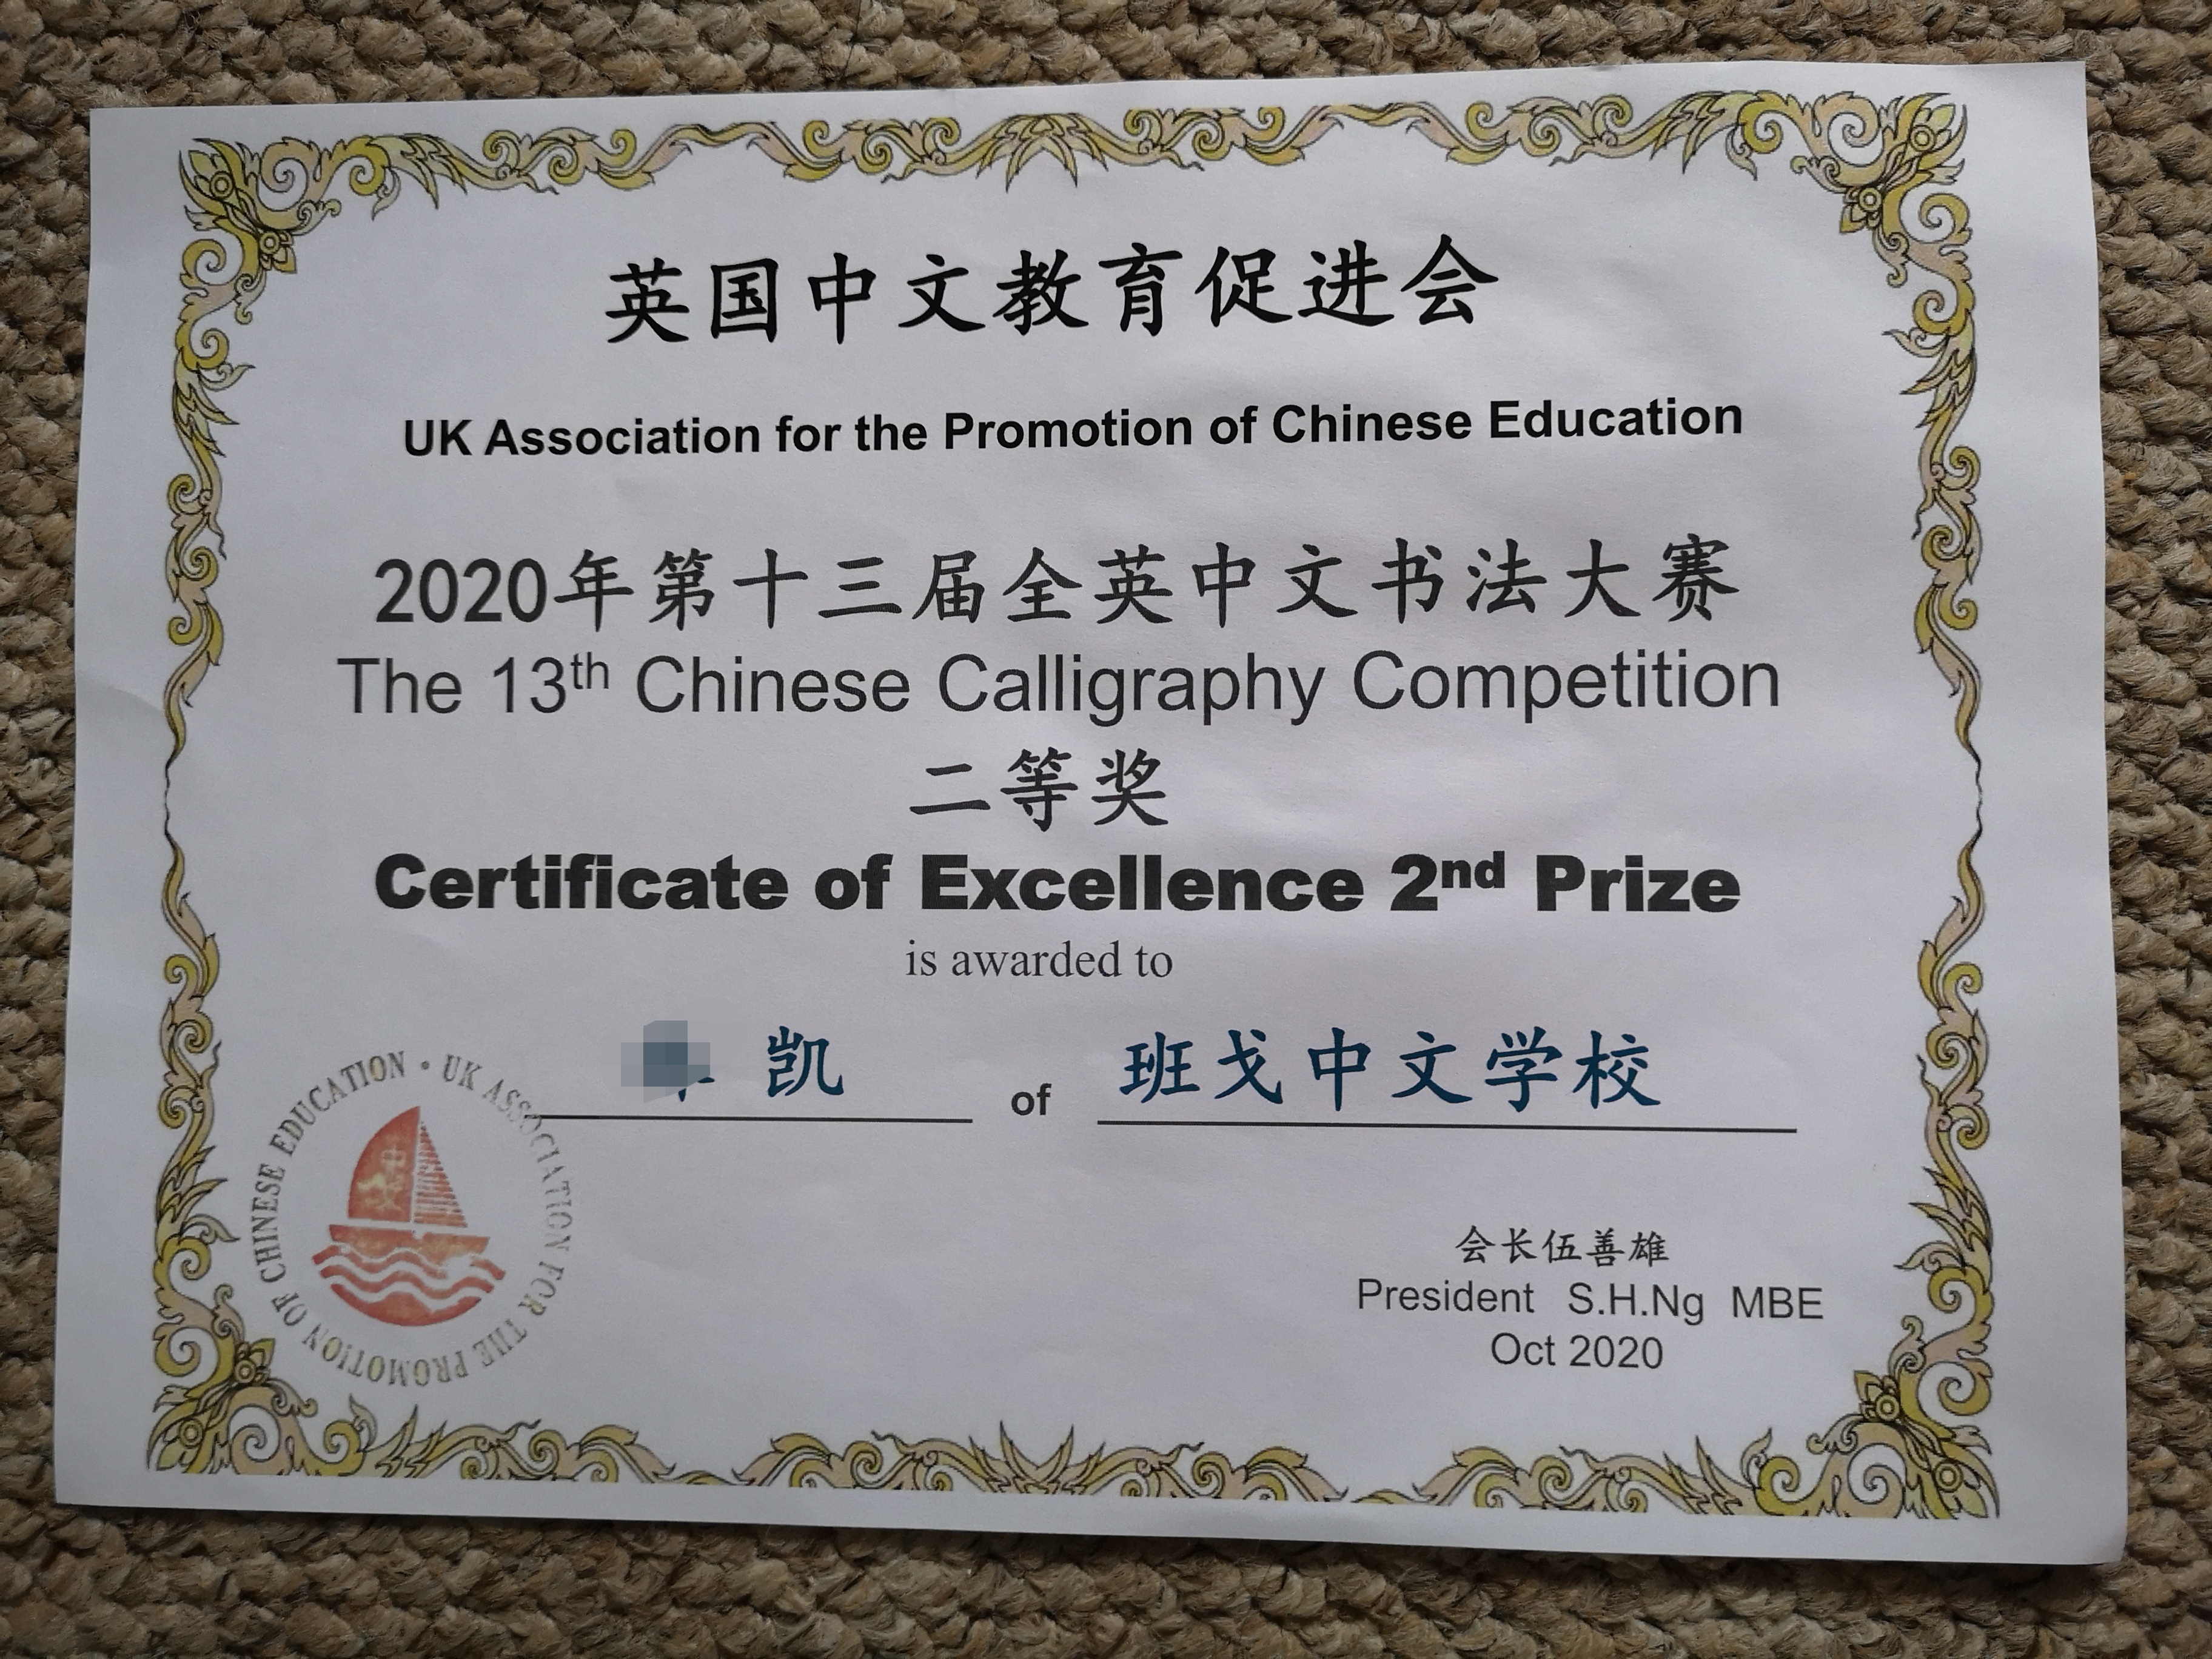 英国中文教育促进会
UK Association for the Promotion of Chinese Education
2020年第十三届全英中文书法大赛
The 13th Chinese Calligraphy Competition
二等奖
Certificate of Excellence 2nd Prize
is awarded to
凯 of 班戈中文学校
UK ASSOCIATION FOR THE PROMOTION OF CHINESE EDUCATION •
会长伍善雄
President S.H.Ng MBE
Oct 2020